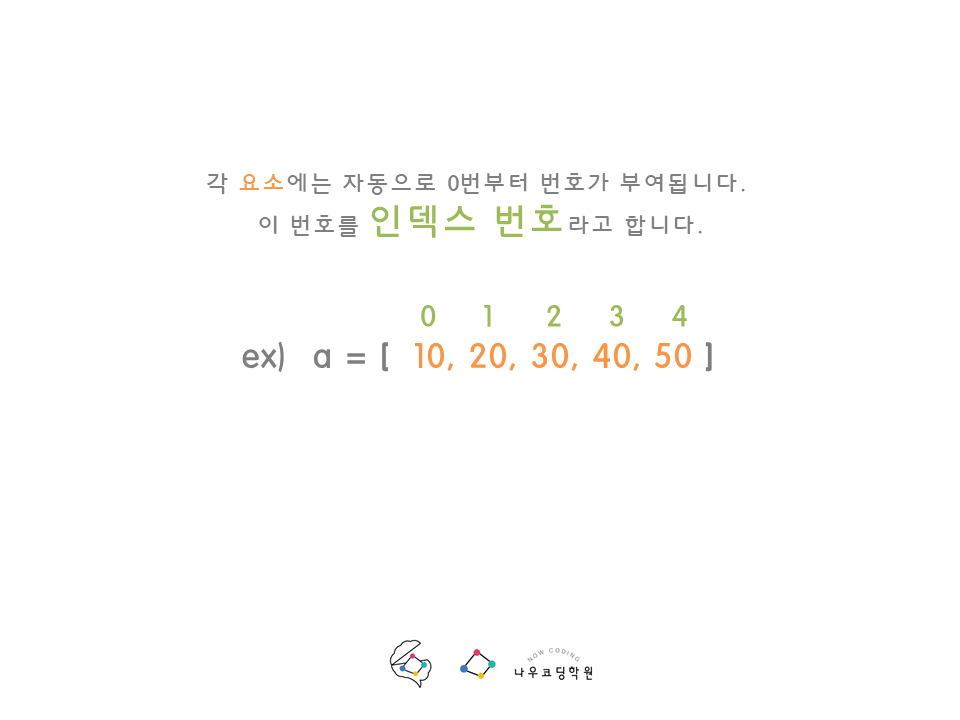 각 요소에는 자동으로 0번부터 번호가 부여됩니다.
이 번호를 인덱스 번호라고 합니다.
0 1 2 3 4
ex) a = [ 10, 20, 30, 40, 50 ]
NOW CODING
나우코딩학원